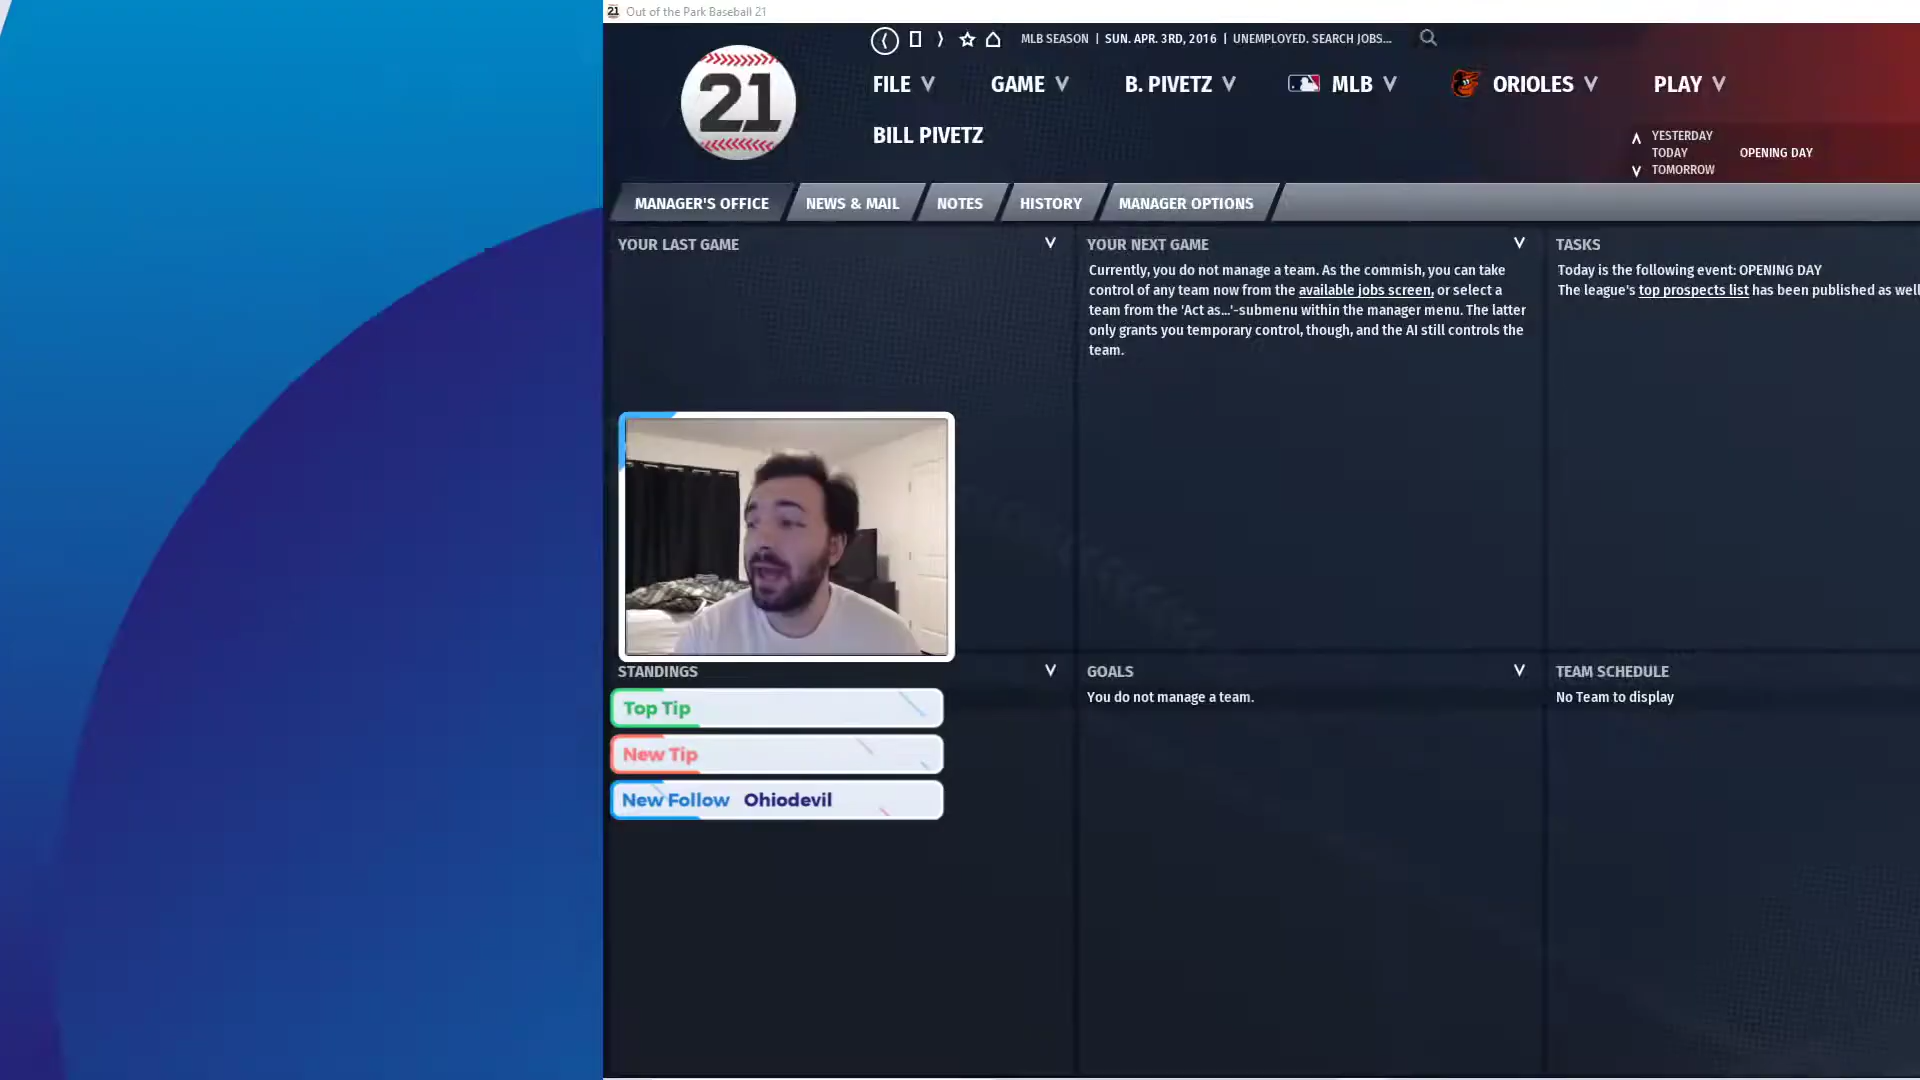 21 Out of the Park Baseball 21
MLB SEASON | SUN. APR. 3RD, 2016 | UNEMPLOYED. SEARCH JOBS...
21
FILE GAME B. PIVETZ MLB ORIOLES PLAY
BILL PIVETZ
YESTERDAY
TODAY OPENING DAY
TOMORROW
MANAGER'S OFFICE NEWS & MAIL NOTES HISTORY MANAGER OPTIONS
YOUR LAST GAME
YOUR NEXT GAME
Currently, you do not manage a team. As the commish, you can take
control of any team now from the available jobs screen, or select a
team from the 'Act as...'-submenu within the manager menu. The latter
only grants you temporary control, though, and the AI still controls the
team.
TASKS
Today is the following event: OPENING DAY
The league's top prospects list has been published as well
STANDINGS
Top Tip
New Tip
New Follow Ohiodevil
GOALS
You do not manage a team.
TEAM SCHEDULE
No Team to display